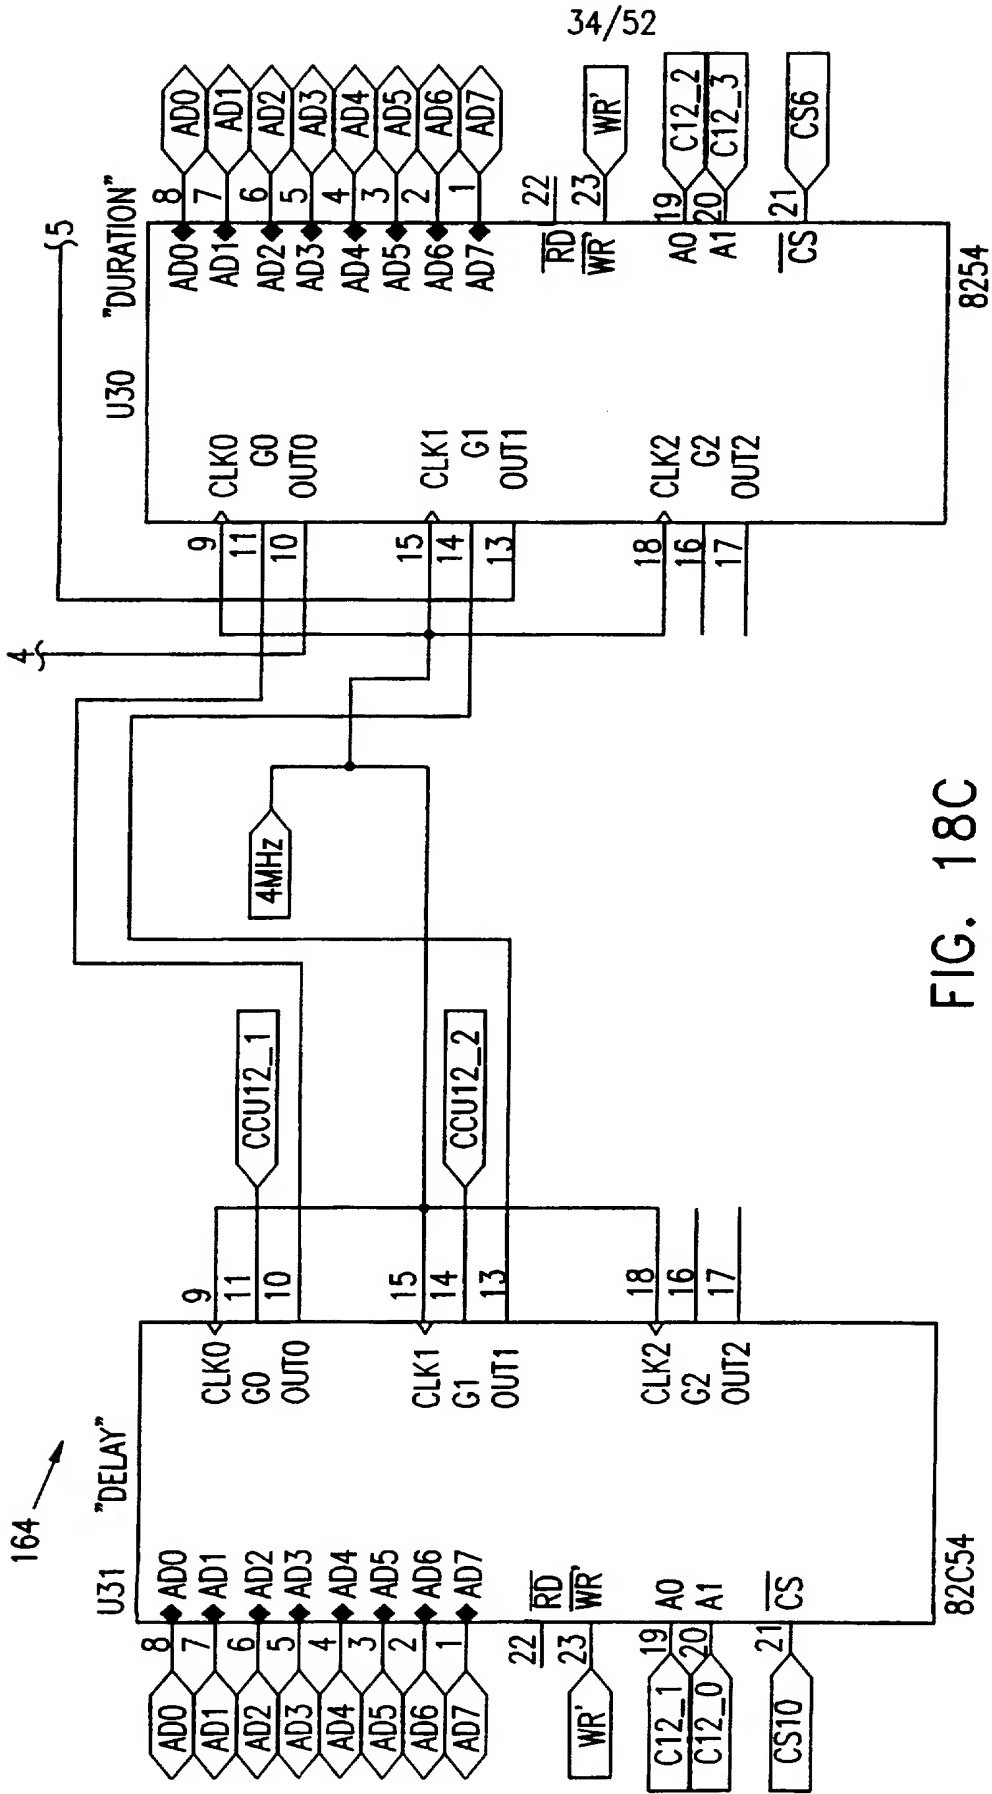 34/52
164
U31
"DELAY"
AD0 8 AD0
AD1 7 AD1
AD2 6 AD2
AD3 5 AD3
AD4 4 AD4
AD5 3 AD5
AD6 2 AD6
AD7 1 AD7
22 RD
WR' 23 WR'
C12_1 19 A0
C12_0 20 A1
CS10 21 CS
82C54
CLK0 9
G0 11 CCU12_1
OUT0 10
CLK1 15
G1 14 CCU12_2
OUT1 13
CLK2 18
G2 16
OUT2 17
4MHz
4
5
U30
"DURATION"
9 CLK0
11 G0
10 OUT0
15 CLK1
14 G1
13 OUT1
18 CLK2
16 G2
17 OUT2
AD0 8 AD0
AD1 7 AD1
AD2 6 AD2
AD3 5 AD3
AD4 4 AD4
AD5 3 AD5
AD6 2 AD6
AD7 1 AD7
RD 22
WR' 23 WR'
A0 19 C12_2
A1 20 C12_3
CS 21 CS6
8254
FIG. 18C